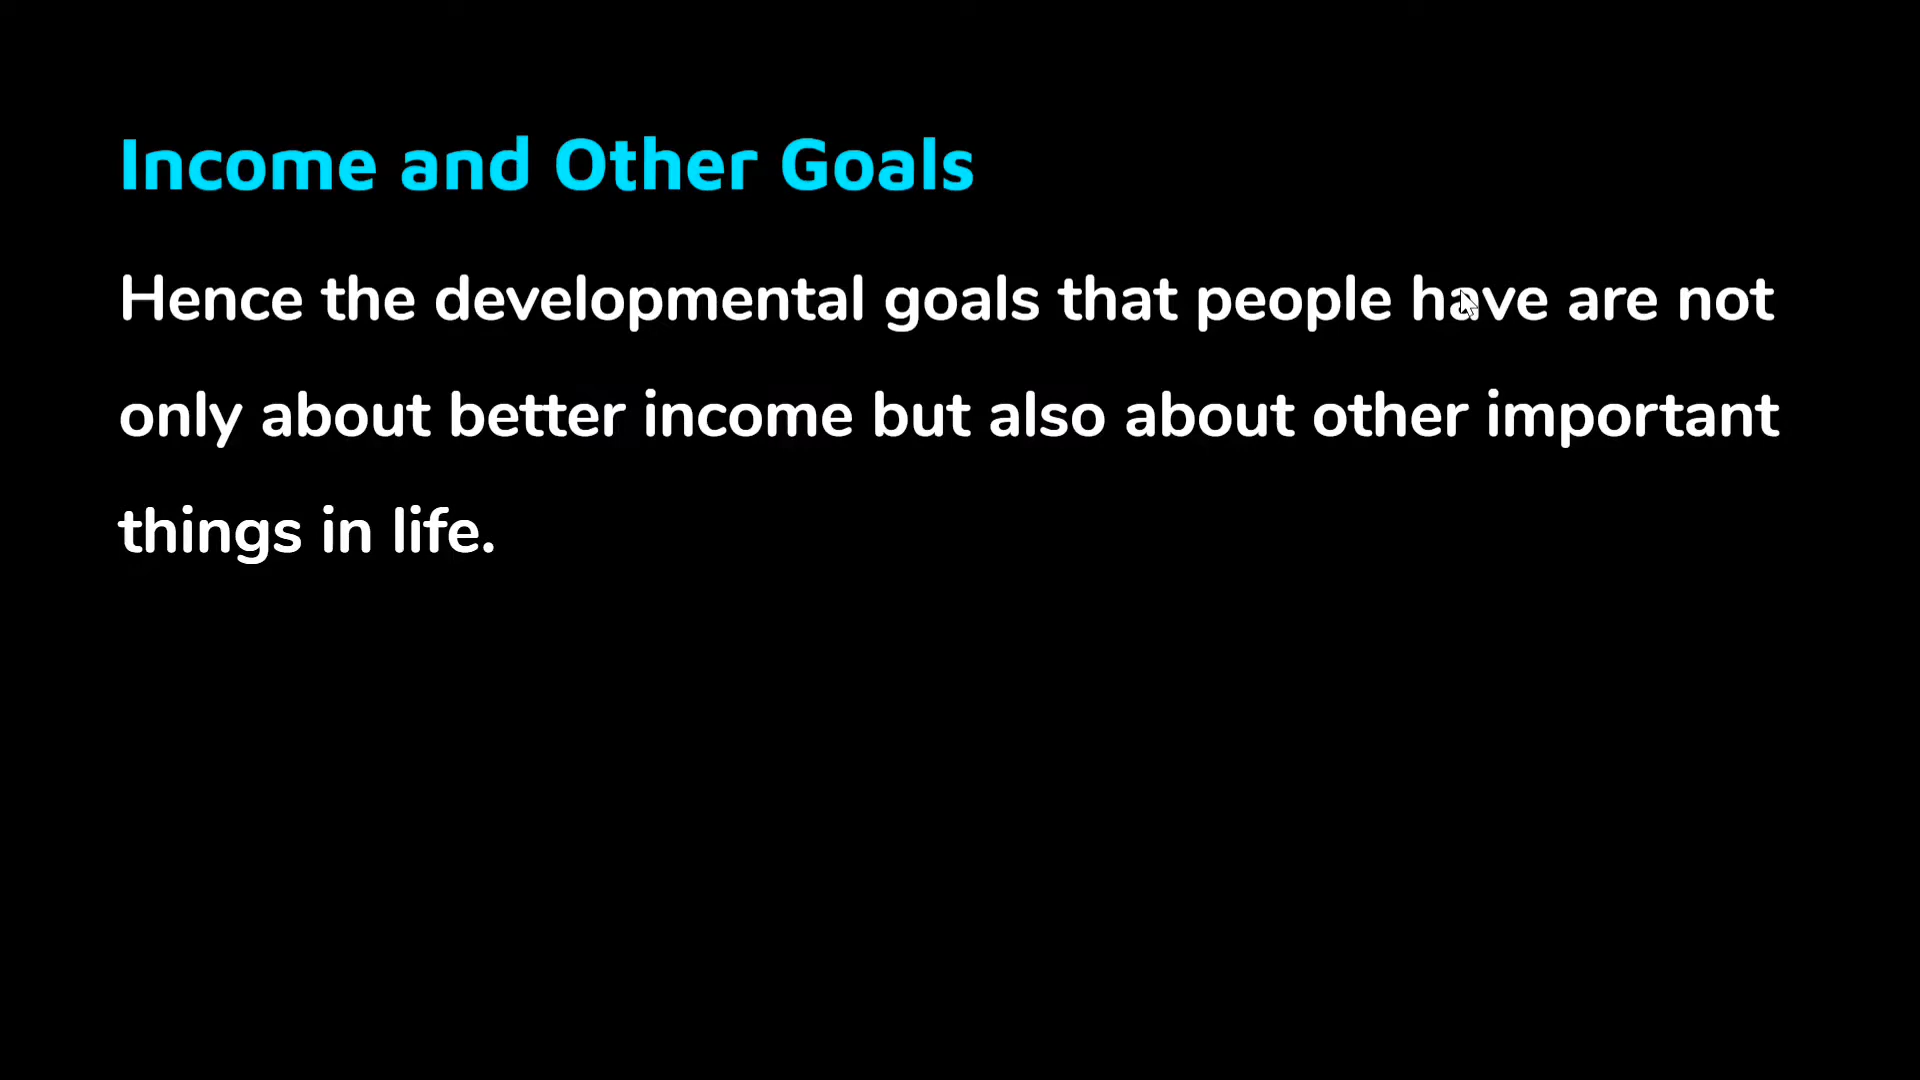 Income and Other Goals
Hence the developmental goals that people have are not
only about better income but also about other important
things in life.